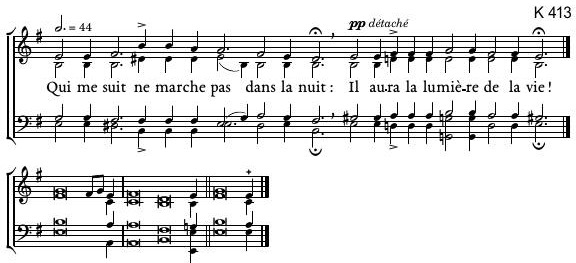 K 413
= 44
pp détaché
Qui me suit ne marche pas dans la nuit : Il au-ra la lumiè-re de la vie !